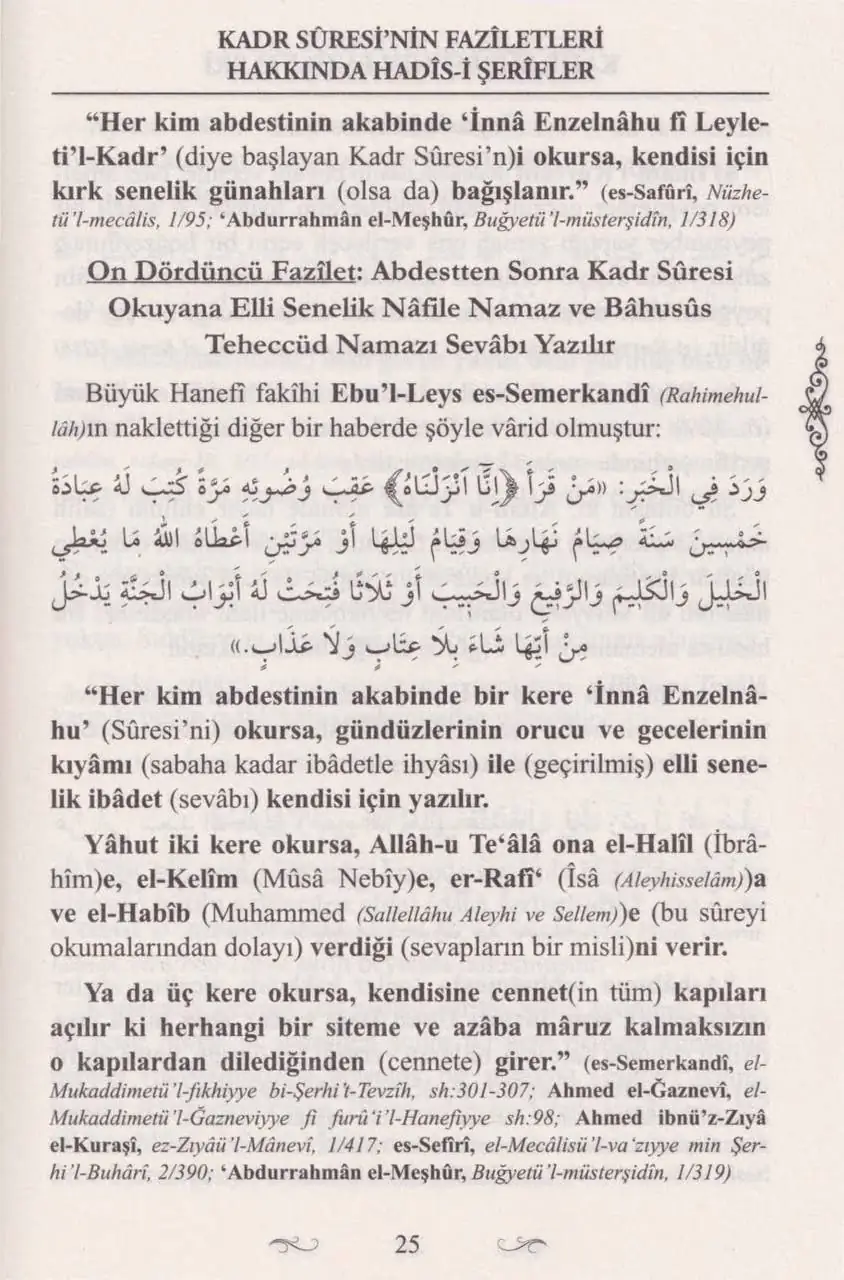 KADR SÛRESİ’NİN FAZÎLETLERİ
HAKKINDA HADÎS-İ ŞERÎFLER
“Her kim abdestinin akabinde ‘İnnâ Enzelnâhu fî Leyle-
ti’l-Kadr’ (diye başlayan Kadr Sûresi’n)i okursa, kendisi için
kırk senelik günahları (olsa da) bağışlanır.” (es-Safûrî, Nüzhe-
tü’l-mecâlis, 1/95; ‘Abdurrahmân el-Meşhûr, Buğyetü’l-müsterşidîn, 1/318)
On Dördüncü Fazîlet: Abdestten Sonra Kadr Sûresi
Okuyana Elli Senelik Nâfile Namaz ve Bâhusûs
Teheccüd Namazı Sevâbı Yazılır
Büyük Hanefî fakîhi Ebu’l-Leys es-Semerkandî (Rahimehul-
lâh)ın naklettiği diğer bir haberde şöyle vârid olmuştur:
وَرَدَ فِي الْخَبَرِ: «مَنْ قَرَأَ ﴿إِنَّا أَنْزَلْنَاهُ﴾ عَقِبَ وُضُوئِهِ مَرَّةً كُتِبَ لَهُ عِبَادَةُ
خَمْسِينَ سَنَةً صِيَامُ نَهَارِهَا وَقِيَامُ لَيْلِهَا أَوْ مَرَّتَيْنِ أَعْطَاهُ اللّٰهُ مَا يُعْطِي
الْخَلِيلَ وَالْكَلِيمَ وَالرَّفِيعَ وَالْحَبِيبَ أَوْ ثَلَاثًا فُتِحَتْ لَهُ أَبْوَابُ الْجَنَّةِ يَدْخُلُ
مِنْ أَيِّهَا شَاءَ بِلَا عِتَابٍ وَلَا عَذَابٍ.»
“Her kim abdestinin akabinde bir kere ‘İnnâ Enzelnâ-
hu’ (Sûresi’ni) okursa, gündüzlerinin orucu ve gecelerinin
kıyâmı (sabaha kadar ibâdetle ihyâsı) ile (geçirilmiş) elli sene-
lik ibâdet (sevâbı) kendisi için yazılır.
Yâhut iki kere okursa, Allâh-u Te‘âlâ ona el-Halîl (İbrâ-
hîm)e, el-Kelîm (Mûsâ Nebîy)e, er-Rafî‘ (Îsâ (Aleyhisselâm))a
ve el-Habîb (Muhammed (Sallellâhu Aleyhi ve Sellem))e (bu sûreyi
okumalarından dolayı) verdiği (sevapların bir misli)ni verir.
Ya da üç kere okursa, kendisine cennet(in tüm) kapıları
açılır ki herhangi bir siteme ve azâba mâruz kalmaksızın
o kapılardan dilediğinden (cennete) girer.” (es-Semerkandî, el-
Mukaddimetü’l-fıkhiyye bi-Şerhi’t-Tevzîh, sh:301-307; Ahmed el-Ğaznevî, el-
Mukaddimetü’l-Ğazneviyye fî furû‘i’l-Hanefiyye sh:98; Ahmed ibnü’z-Zıyâ
el-Kuraşî, ez-Zıyâü’l-Mânevî, 1/417; es-Sefîrî, el-Mecâlisü’l-va‘zıyye min Şer-
hi’l-Buhârî, 2/390; ‘Abdurrahmân el-Meşhûr, Buğyetü’l-müsterşidîn, 1/319)
25